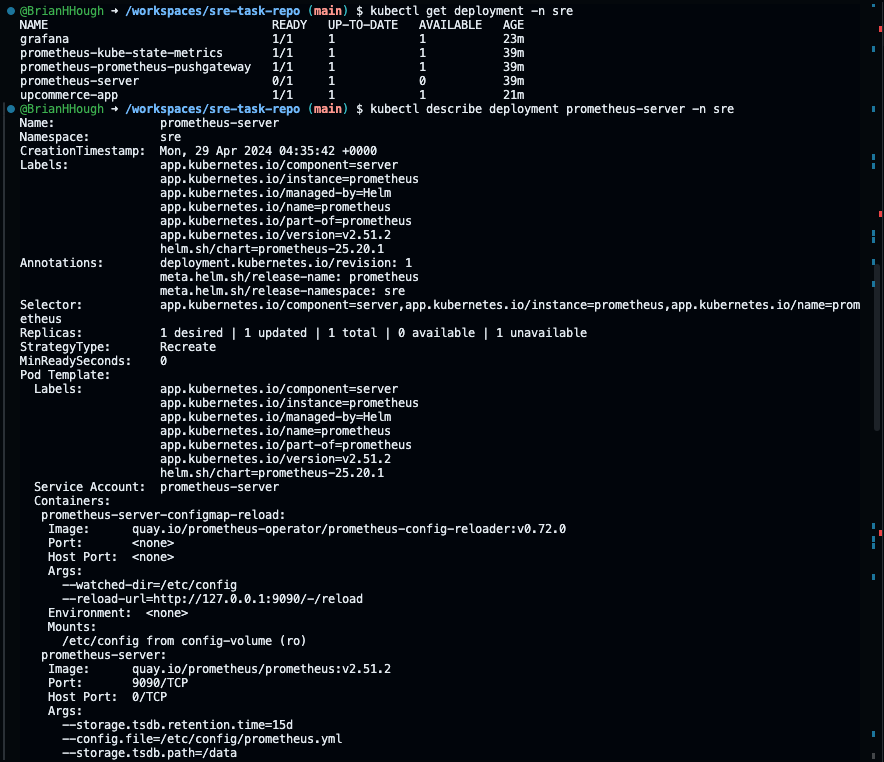 @BrianHHough → /workspaces/sre-task-repo (main) $ kubectl get deployment -n sre
NAME                                READY   UP-TO-DATE   AVAILABLE   AGE
grafana                             1/1     1            1           23m
prometheus-kube-state-metrics       1/1     1            1           39m
prometheus-prometheus-pushgateway   1/1     1            1           39m
prometheus-server                   0/1     1            0           39m
upcommerce-app                      1/1     1            1           21m
@BrianHHough → /workspaces/sre-task-repo (main) $ kubectl describe deployment prometheus-server -n sre
Name:               prometheus-server
Namespace:          sre
CreationTimestamp:  Mon, 29 Apr 2024 04:35:42 +0000
Labels:             app.kubernetes.io/component=server
                    app.kubernetes.io/instance=prometheus
                    app.kubernetes.io/managed-by=Helm
                    app.kubernetes.io/name=prometheus
                    app.kubernetes.io/part-of=prometheus
                    app.kubernetes.io/version=v2.51.2
                    helm.sh/chart=prometheus-25.20.1
Annotations:        deployment.kubernetes.io/revision: 1
                    meta.helm.sh/release-name: prometheus
                    meta.helm.sh/release-namespace: sre
Selector:           app.kubernetes.io/component=server,app.kubernetes.io/instance=prometheus,app.kubernetes.io/name=prom
etheus
Replicas:           1 desired | 1 updated | 1 total | 0 available | 1 unavailable
StrategyType:       Recreate
MinReadySeconds:    0
Pod Template:
  Labels:           app.kubernetes.io/component=server
                    app.kubernetes.io/instance=prometheus
                    app.kubernetes.io/managed-by=Helm
                    app.kubernetes.io/name=prometheus
                    app.kubernetes.io/part-of=prometheus
                    app.kubernetes.io/version=v2.51.2
                    helm.sh/chart=prometheus-25.20.1
  Service Account:  prometheus-server
  Containers:
   prometheus-server-configmap-reload:
    Image:      quay.io/prometheus-operator/prometheus-config-reloader:v0.72.0
    Port:       <none>
    Host Port:  <none>
    Args:
      --watched-dir=/etc/config
      --reload-url=http://127.0.0.1:9090/-/reload
    Environment:  <none>
    Mounts:
      /etc/config from config-volume (ro)
   prometheus-server:
    Image:      quay.io/prometheus/prometheus:v2.51.2
    Port:       9090/TCP
    Host Port:  0/TCP
    Args:
      --storage.tsdb.retention.time=15d
      --config.file=/etc/config/prometheus.yml
      --storage.tsdb.path=/data